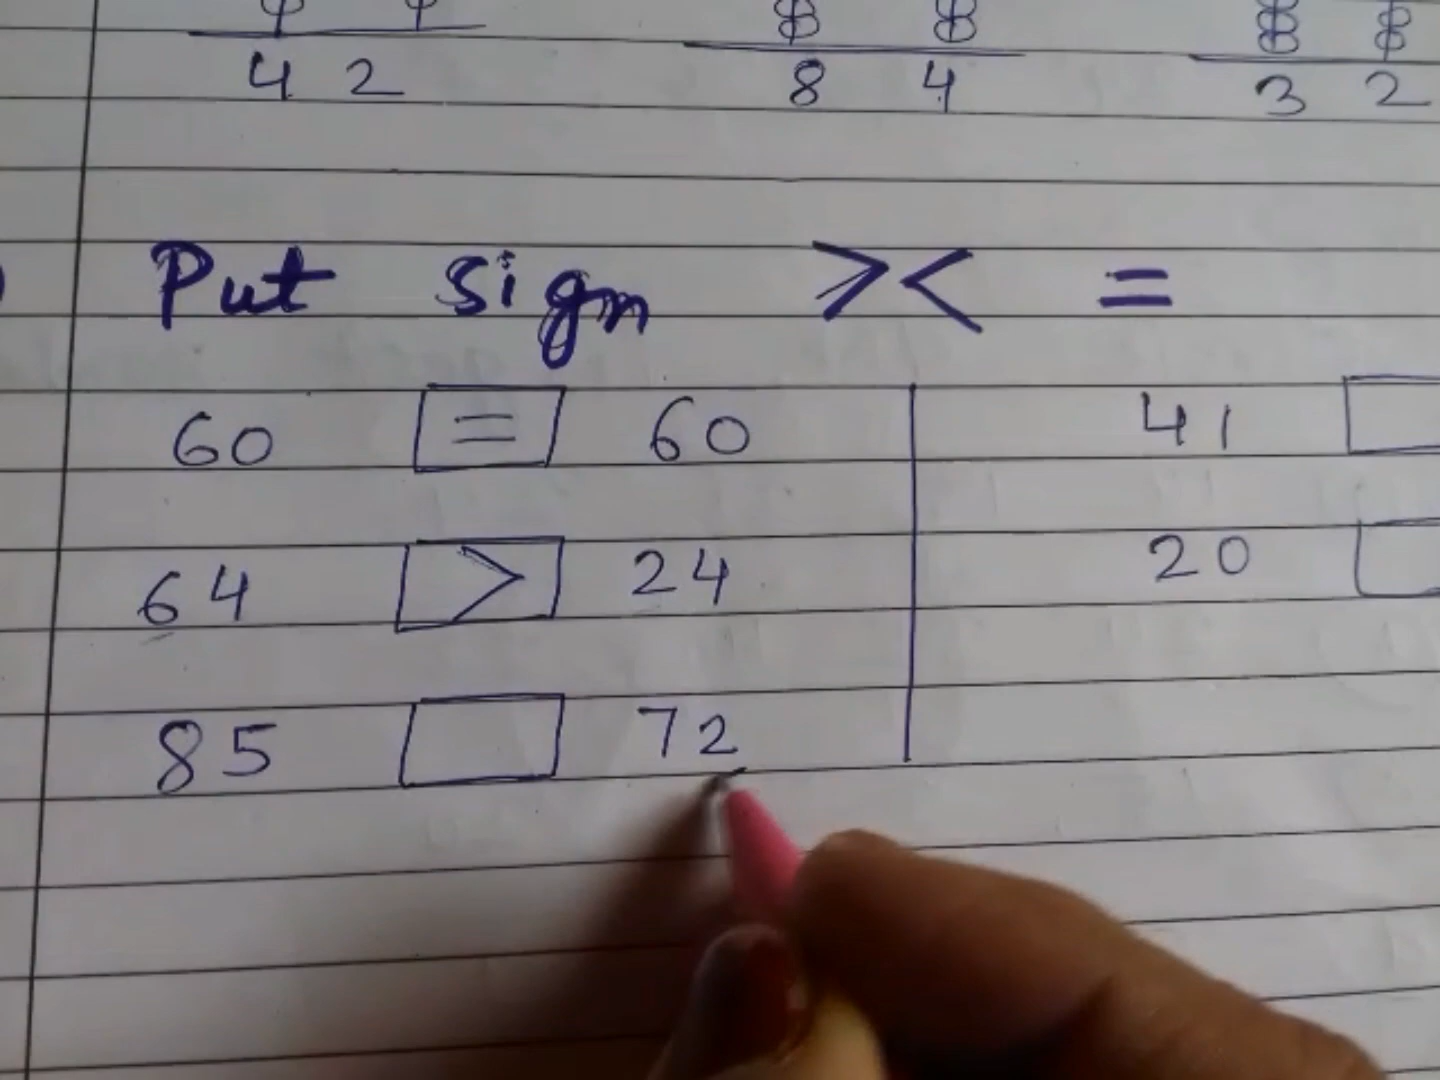 4 2 8 4 3 2
Put sign > < =
60 = 60 41
64 > 24 20
85 72